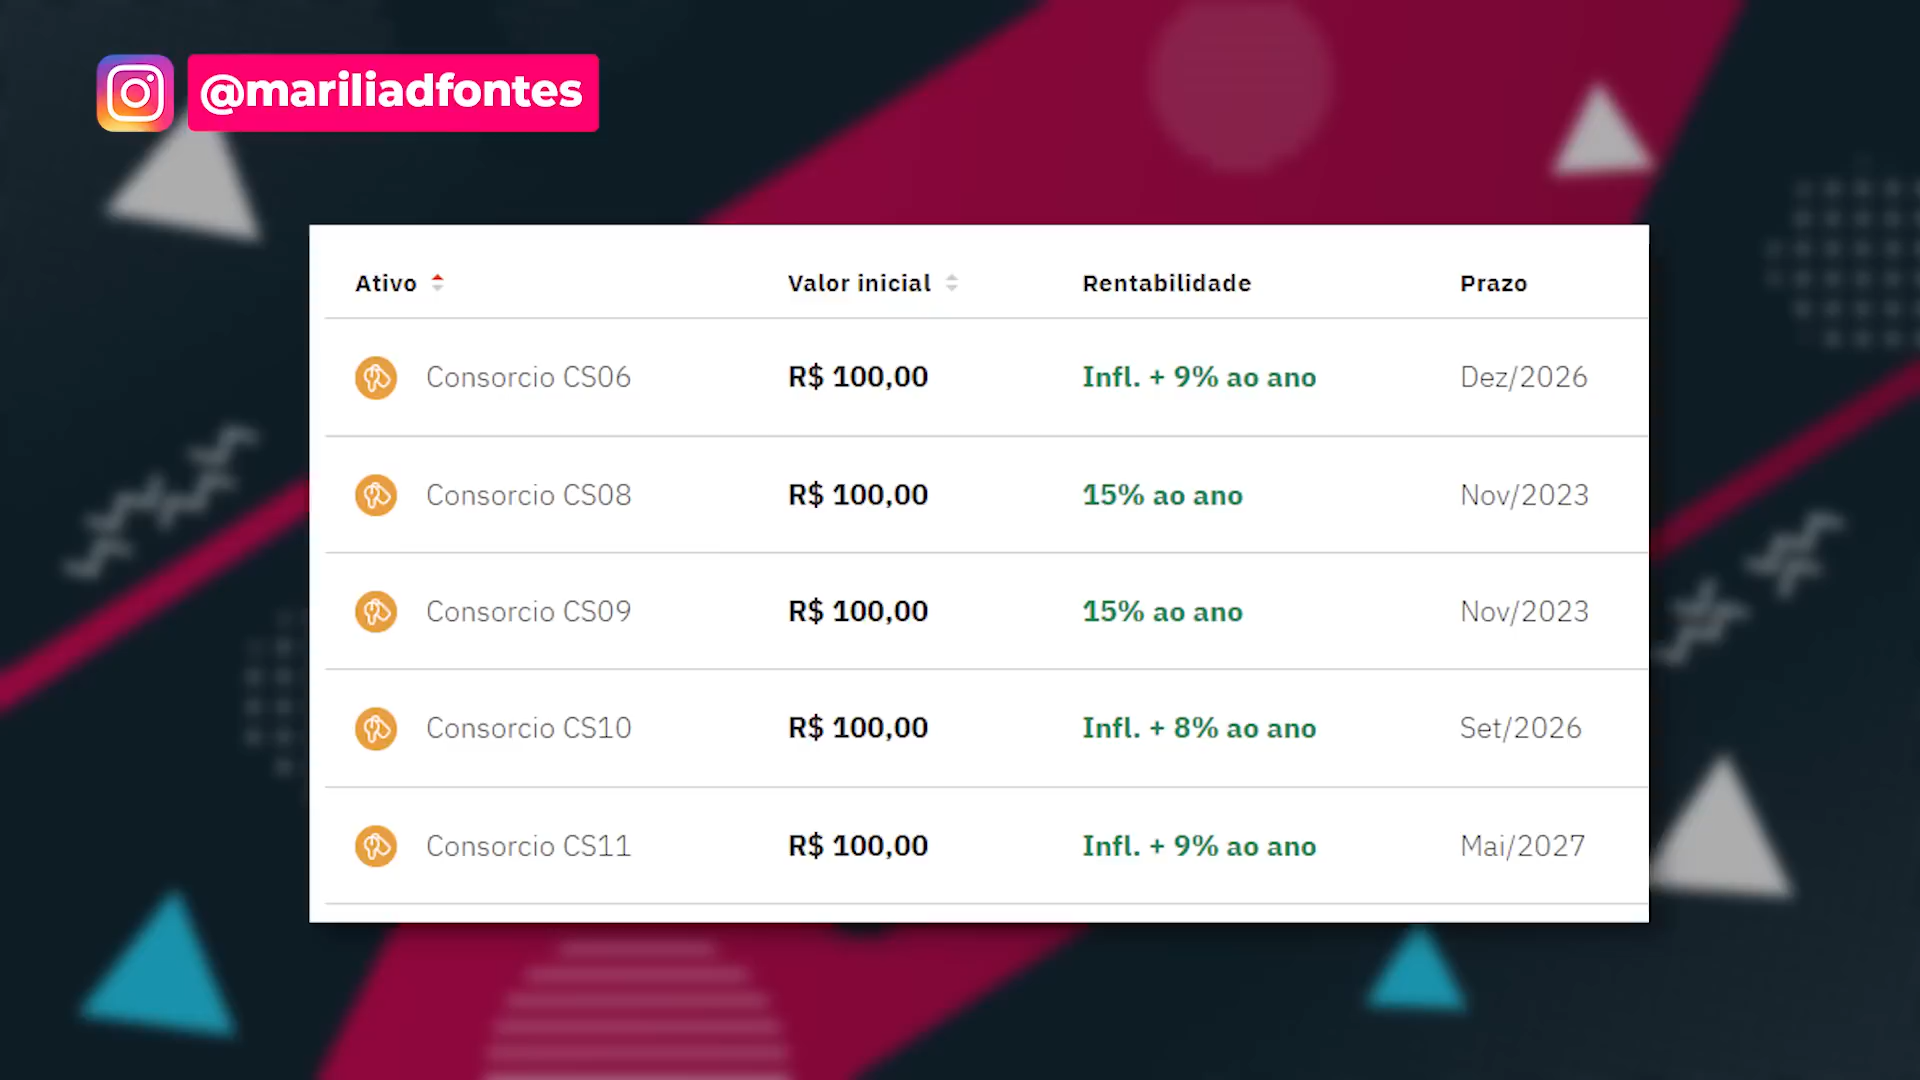 @mariliadfontes
Ativo Valor inicial Rentabilidade Prazo
Consorcio CS06 R$ 100,00 Infl. + 9% ao ano Dez/2026
Consorcio CS08 R$ 100,00 15% ao ano Nov/2023
Consorcio CS09 R$ 100,00 15% ao ano Nov/2023
Consorcio CS10 R$ 100,00 Infl. + 8% ao ano Set/2026
Consorcio CS11 R$ 100,00 Infl. + 9% ao ano Mai/2027